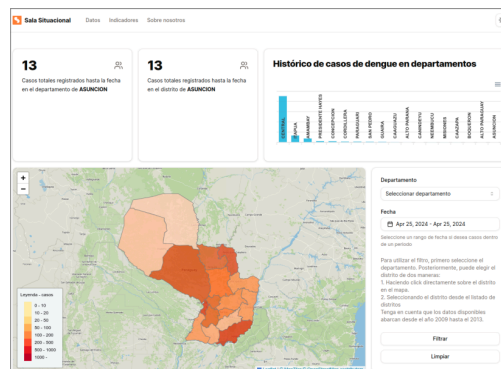 Sala Situacional Datos Indicadores Sobre nosotros
13
Casos totales registrados hasta la fecha
en el departamento de ASUNCION
13
Casos totales registrados hasta la fecha
en el distrito de ASUNCION
Histórico de casos de dengue en departamentos
CENTRAL
ITAPUA
AMAMBAY
PRESIDENTE HAYES
CONCEPCION
CORDILLERA
PARAGUARI
SAN PEDRO
GUAIRA
CAAGUAZU
ALTO PARANA
CANINDEYU
ÑEEMBUCU
MISIONES
CAAZAPA
BOQUERON
ALTO PARAGUAY
ASUNCION
+
−
Leyenda - casos
0 - 10
10 - 20
20 - 50
50 - 100
100 - 200
200 - 500
500 - 1000
1000 -
Departamento
Seleccionar departamento
Fecha
Apr 25, 2024 - Apr 25, 2024
Seleccione un rango de fecha si desea casos dentro
de un periodo
Para utilizar el filtro, primero seleccione el
departamento. Posteriormente, puede elegir el
distrito de dos maneras:
1. Haciendo click directamente sobre el distrito
en el mapa.
2. Seleccionando el distrito desde el listado de
distritos
Tenga en cuenta que los datos disponibles
abarcan desde el año 2009 hasta el 2013.
Filtrar
Limpiar